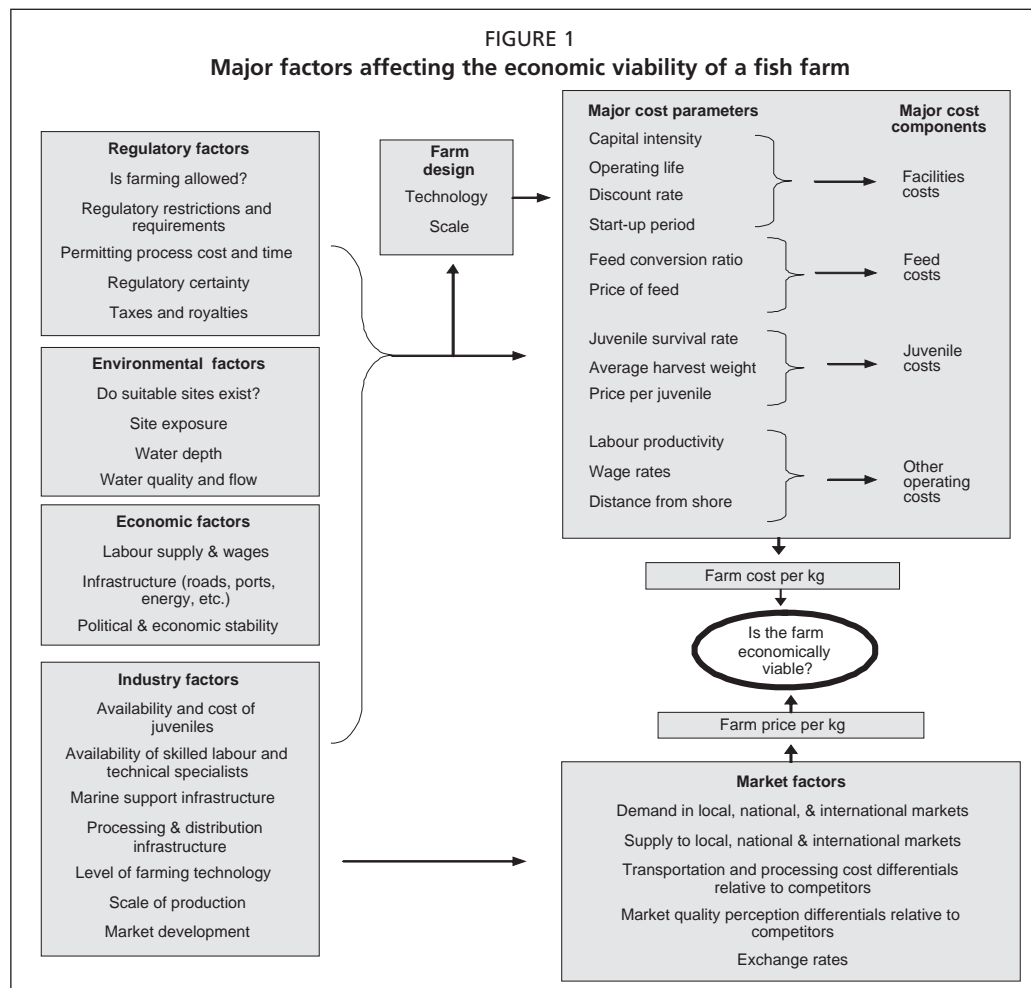 FIGURE 1
Major factors affecting the economic viability of a fish farm
Regulatory factors
Is farming allowed?
Regulatory restrictions and
requirements
Permitting process cost and time
Regulatory certainty
Taxes and royalties
Environmental factors
Do suitable sites exist?
Site exposure
Water depth
Water quality and flow
Economic factors
Labour supply & wages
Infrastructure (roads, ports,
energy, etc.)
Political & economic stability
Industry factors
Availability and cost of
juveniles
Availability of skilled labour and
technical specialists
Marine support infrastructure
Processing & distribution
infrastructure
Level of farming technology
Scale of production
Market development
Farm
design
Technology
Scale
Major cost parameters
Capital intensity
Operating life
Discount rate
Start-up period
Feed conversion ratio
Price of feed
Juvenile survival rate
Average harvest weight
Price per juvenile
Labour productivity
Wage rates
Distance from shore
Major cost
components
Facilities
costs
Feed
costs
Juvenile
costs
Other
operating
costs
Farm cost per kg
Is the farm
economically
viable?
Farm price per kg
Market factors
Demand in local, national, & international markets
Supply to local, national & international markets
Transportation and processing cost differentials
relative to competitors
Market quality perception differentials relative to
competitors
Exchange rates